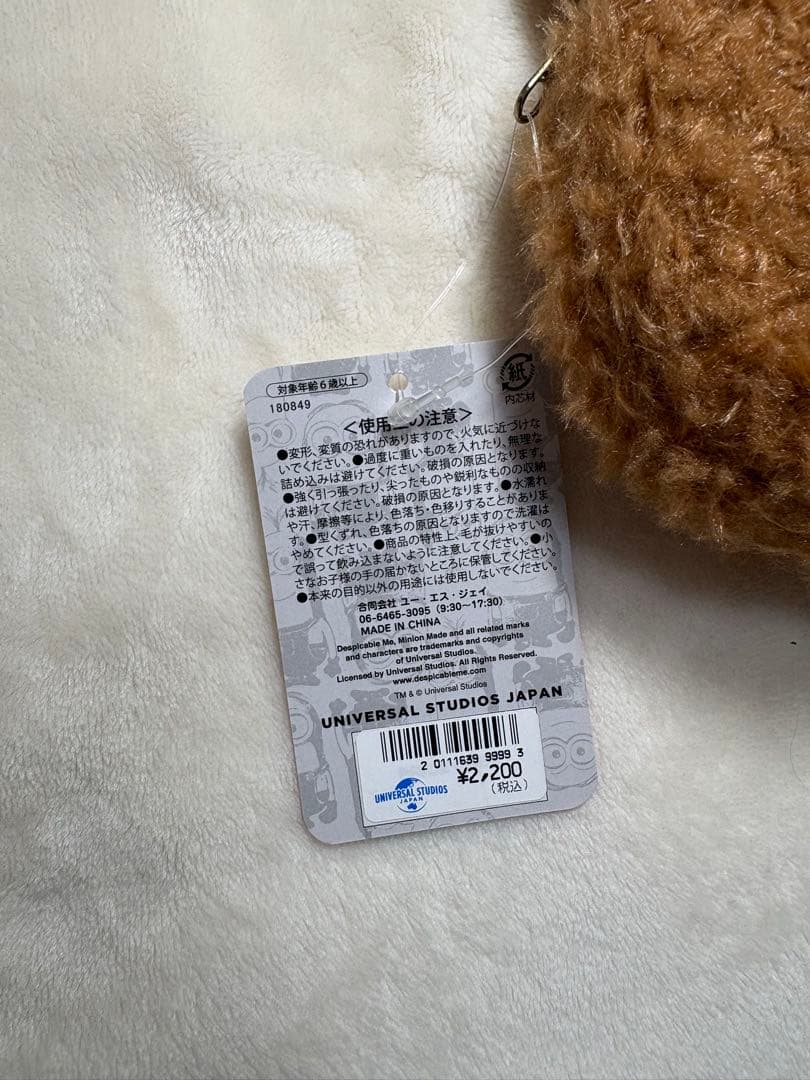 対象年齢6歳以上
180849
紙
内芯材
<使用上の注意>
●変形、変質の恐れがありますので、火気に近づけな
いでください。●過度に重いものを入れたり、無理な
詰め込みは避けてください。破損の原因となります。
●強く引っ張ったり、尖ったものや鋭利なものの収納
は避けてください。破損の原因となります。●水濡れ
や汗、摩擦等により、色落ち・色移りすることがありま
す。●型くずれ、色落ちの原因となりますので洗濯は
やめてください。●商品の特性上、毛が抜けやすいの
で誤って飲み込まないように注意してください。●小
さなお子様の手の届かないところに保管してください。
●本来の目的以外の用途には使用しないでください。
合同会社 ユー・エス・ジェイ
06-6465-3095 (9:30~17:30)
MADE IN CHINA
Despicable Me, Minion Made and all related marks
and characters are trademarks and copyrights
of Universal Studios.
Licensed by Universal Studios. All Rights Reserved.
www.despicableme.com
TM & © Universal Studios
UNIVERSAL STUDIOS JAPAN
2 0111639 9999 3
¥2,200
(税込)
UNIVERSAL STUDIOS
JAPAN